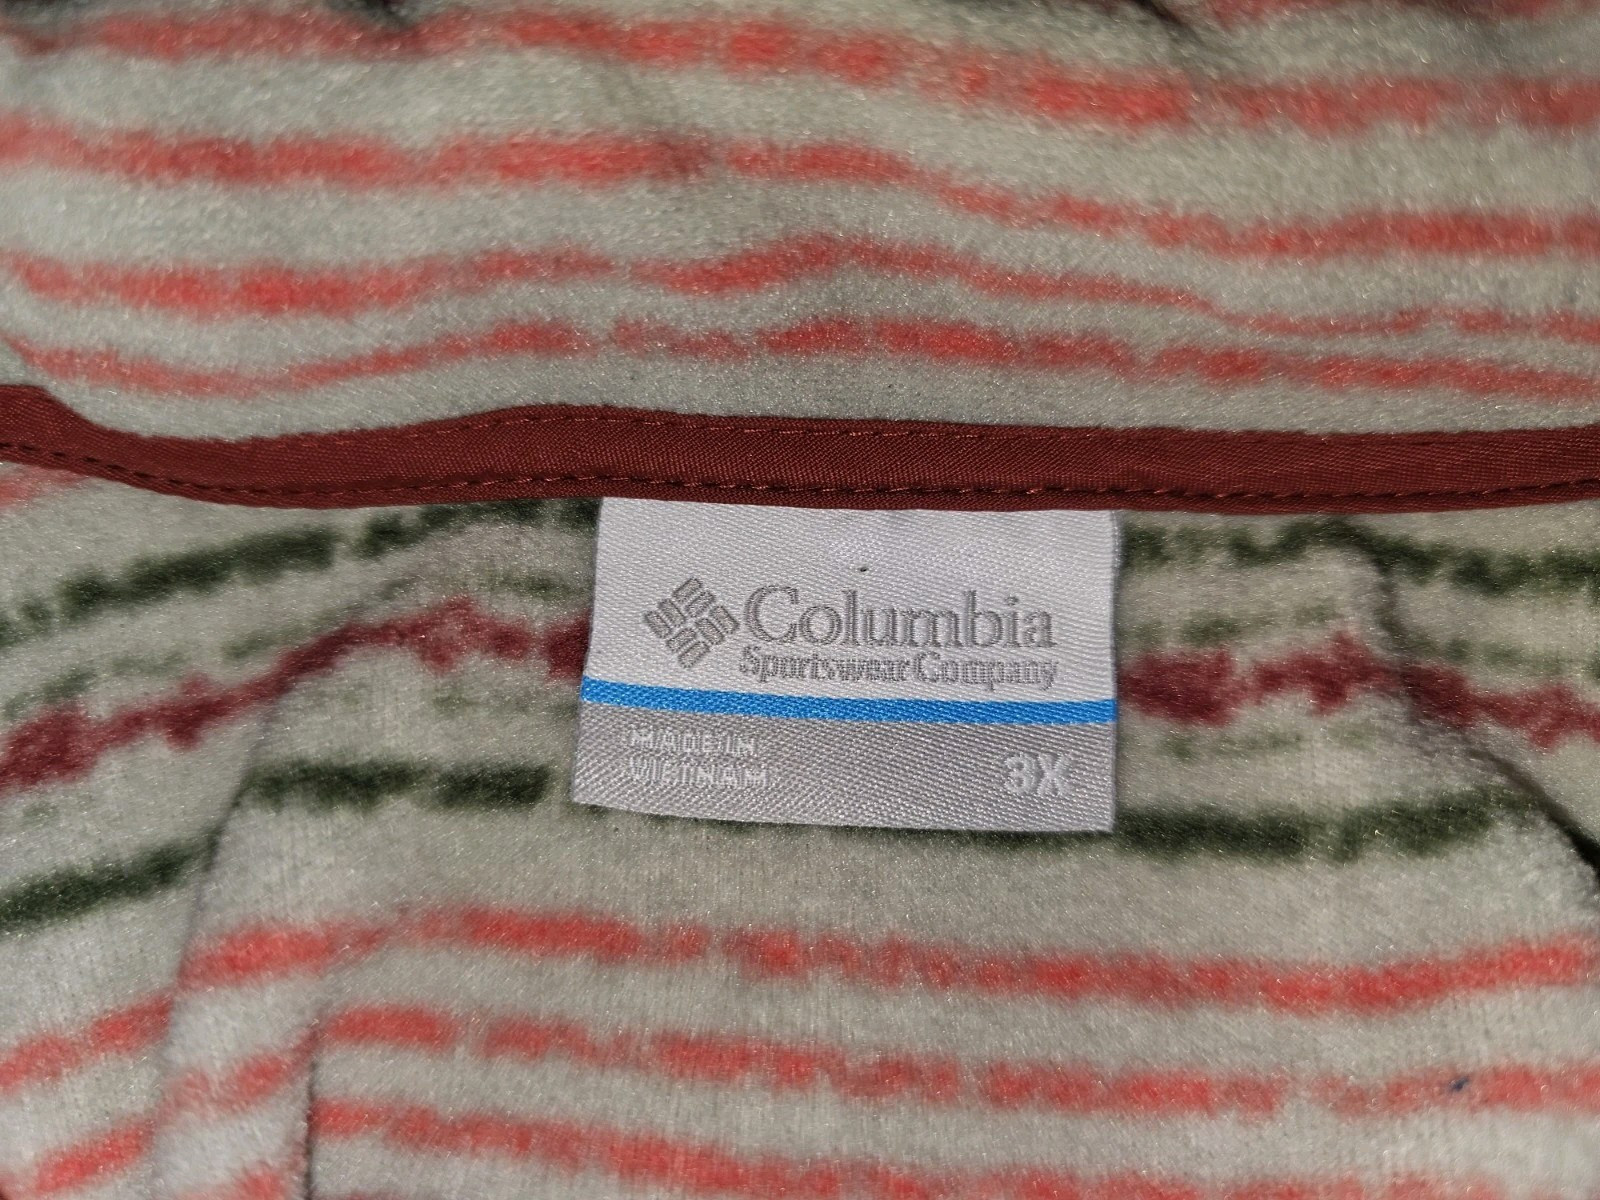 Columbia
Sportswear Company
MADE IN
VIETNAM
3X